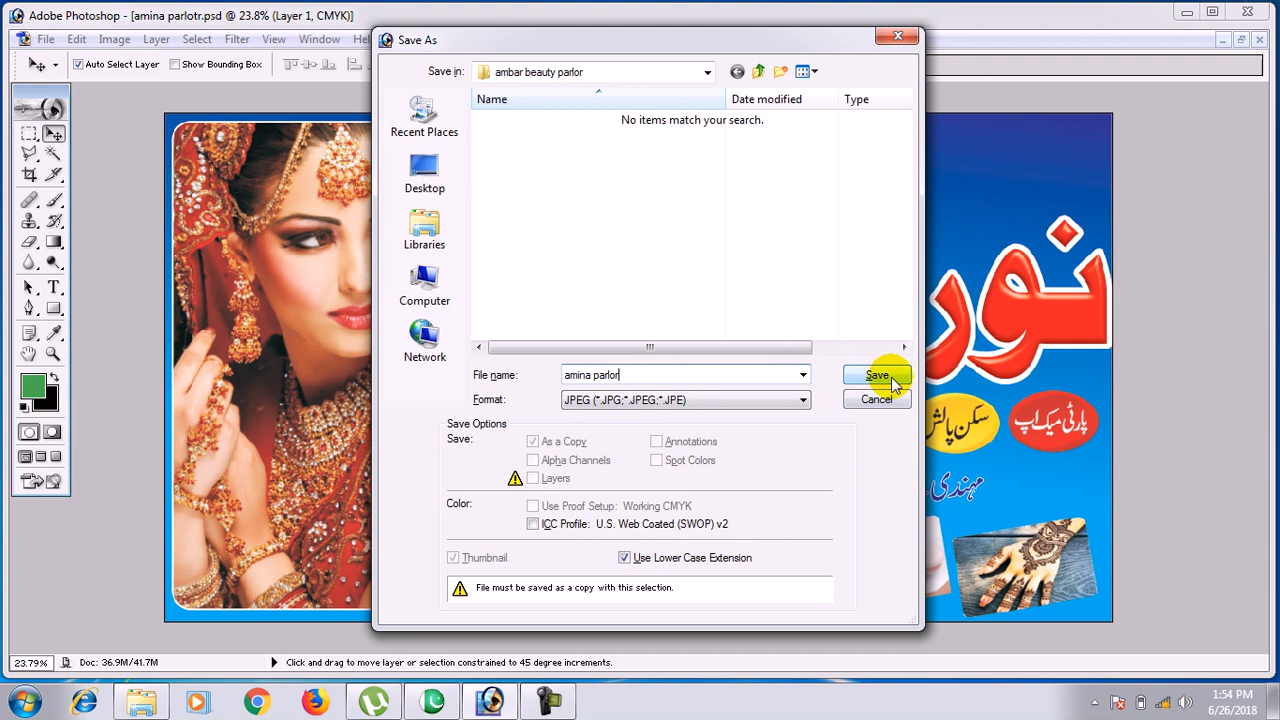 Adobe Photoshop - [amina parlotr.psd @ 23.8% (Layer 1, CMYK)]
File Edit Image Layer Select Filter View Window
Auto Select Layer Show Bounding Box
Save As
Save in: ambar beauty parlor
Name Date modified Type
No items match your search.
Recent Places
Desktop
Libraries
Computer
Network
File name: amina parlor Save
Format: JPEG (*.JPG;*.JPEG;*.JPE) Cancel
Save Options
Save: As a Copy Annotations
Alpha Channels Spot Colors
Layers
Color: Use Proof Setup: Working CMYK
ICC Profile: U.S. Web Coated (SWOP) v2
Thumbnail Use Lower Case Extension
File must be saved as a copy with this selection.
نور
سکن پالش پارٹی میک اپ
مہندی
23.79% Doc: 36.9M/41.7M Click and drag to move layer or selection constrained to 45 degree increments.
1:54 PM
6/26/2018